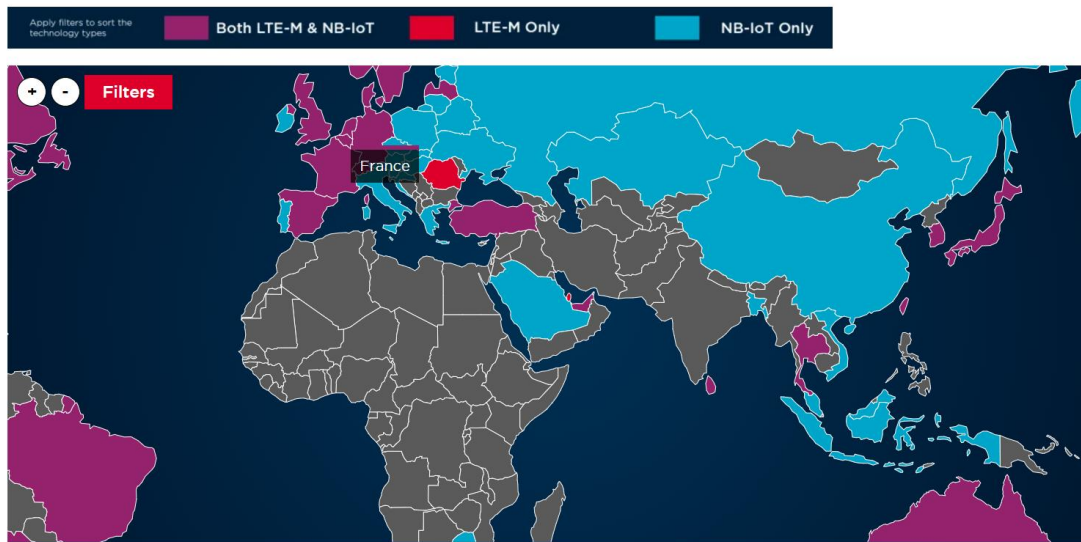 Apply filters to sort the
technology types
Both LTE-M & NB-IoT
LTE-M Only
NB-IoT Only
+
-
Filters
France